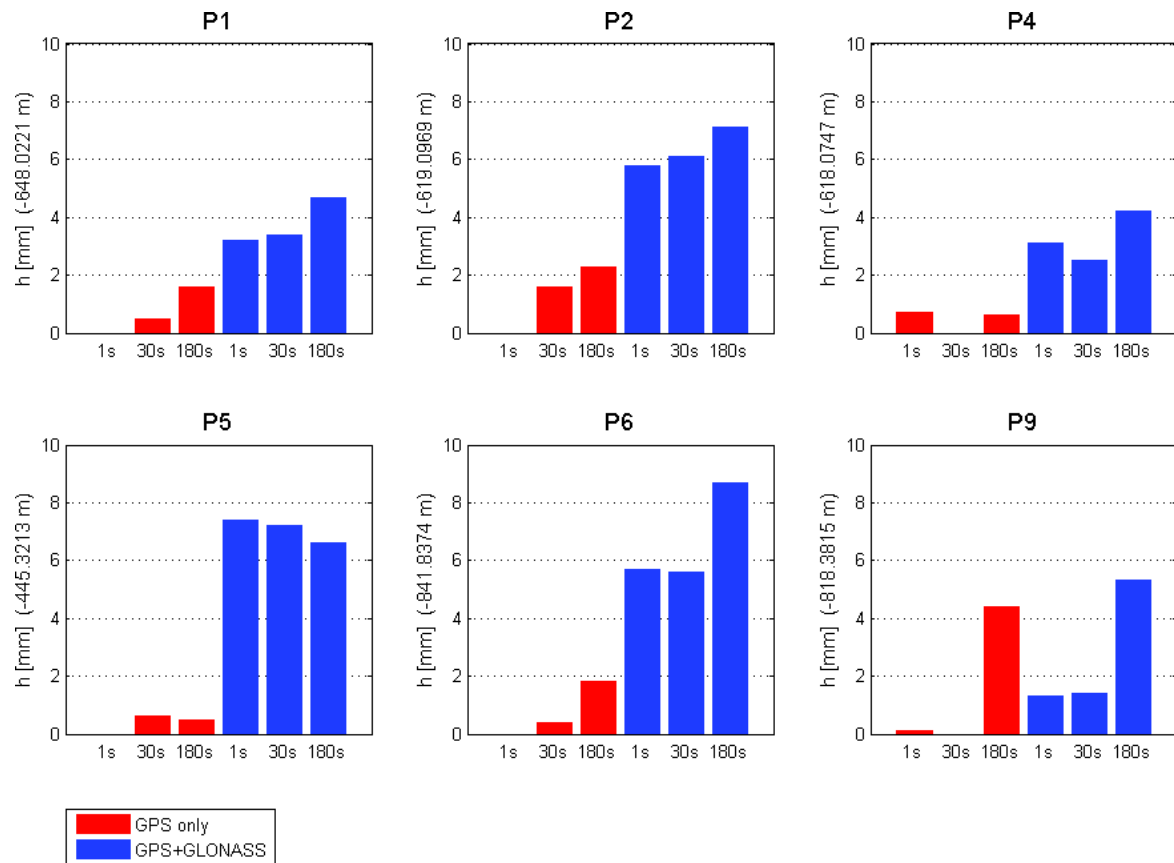 P1
P2
P4
h [mm] (-648.0221 m)
10
8
6
4
2
0
1s 30s 180s 1s 30s 180s
h [mm] (-619.0969 m)
10
8
6
4
2
0
1s 30s 180s 1s 30s 180s
h [mm] (-618.0747 m)
10
8
6
4
2
0
1s 30s 180s 1s 30s 180s
P5
P6
P9
h [mm] (-445.3213 m)
10
8
6
4
2
0
1s 30s 180s 1s 30s 180s
h [mm] (-841.8374 m)
10
8
6
4
2
0
1s 30s 180s 1s 30s 180s
h [mm] (-818.3815 m)
10
8
6
4
2
0
1s 30s 180s 1s 30s 180s
GPS only
GPS+GLONASS